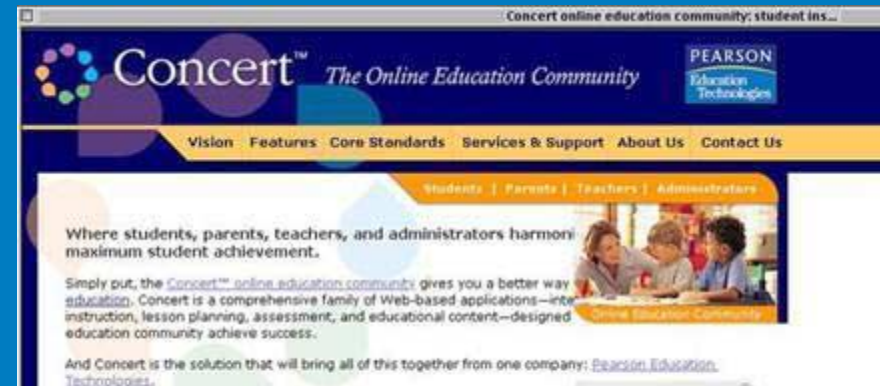 Concert online education community: student ins...
Concert™ The Online Education Community
PEARSON
Education
Technologies
Vision Features Core Standards Services & Support About Us Contact Us
Students | Parents | Teachers | Administrators
Where students, parents, teachers, and administrators harmoni
maximum student achievement.
Simply put, the Concert™ online education community gives you a better way
education. Concert is a comprehensive family of Web-based applications—inte
instruction, lesson planning, assessment, and educational content—designed
education community achieve success.
Online Education Community
And Concert is the solution that will bring all of this together from one company: Pearson Education
Technologies.